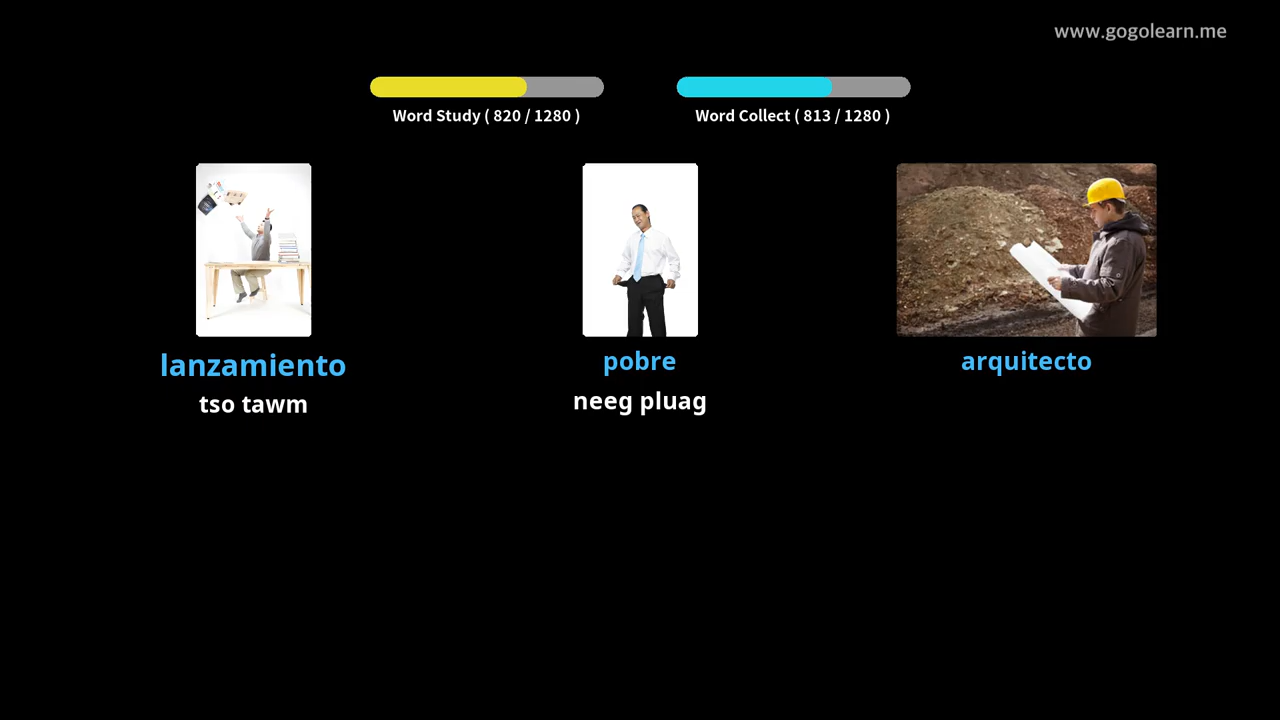 www.gogolearn.me
Word Study ( 820 / 1280 )
Word Collect ( 813 / 1280 )
lanzamiento
tso tawm
pobre
neeg pluag
arquitecto